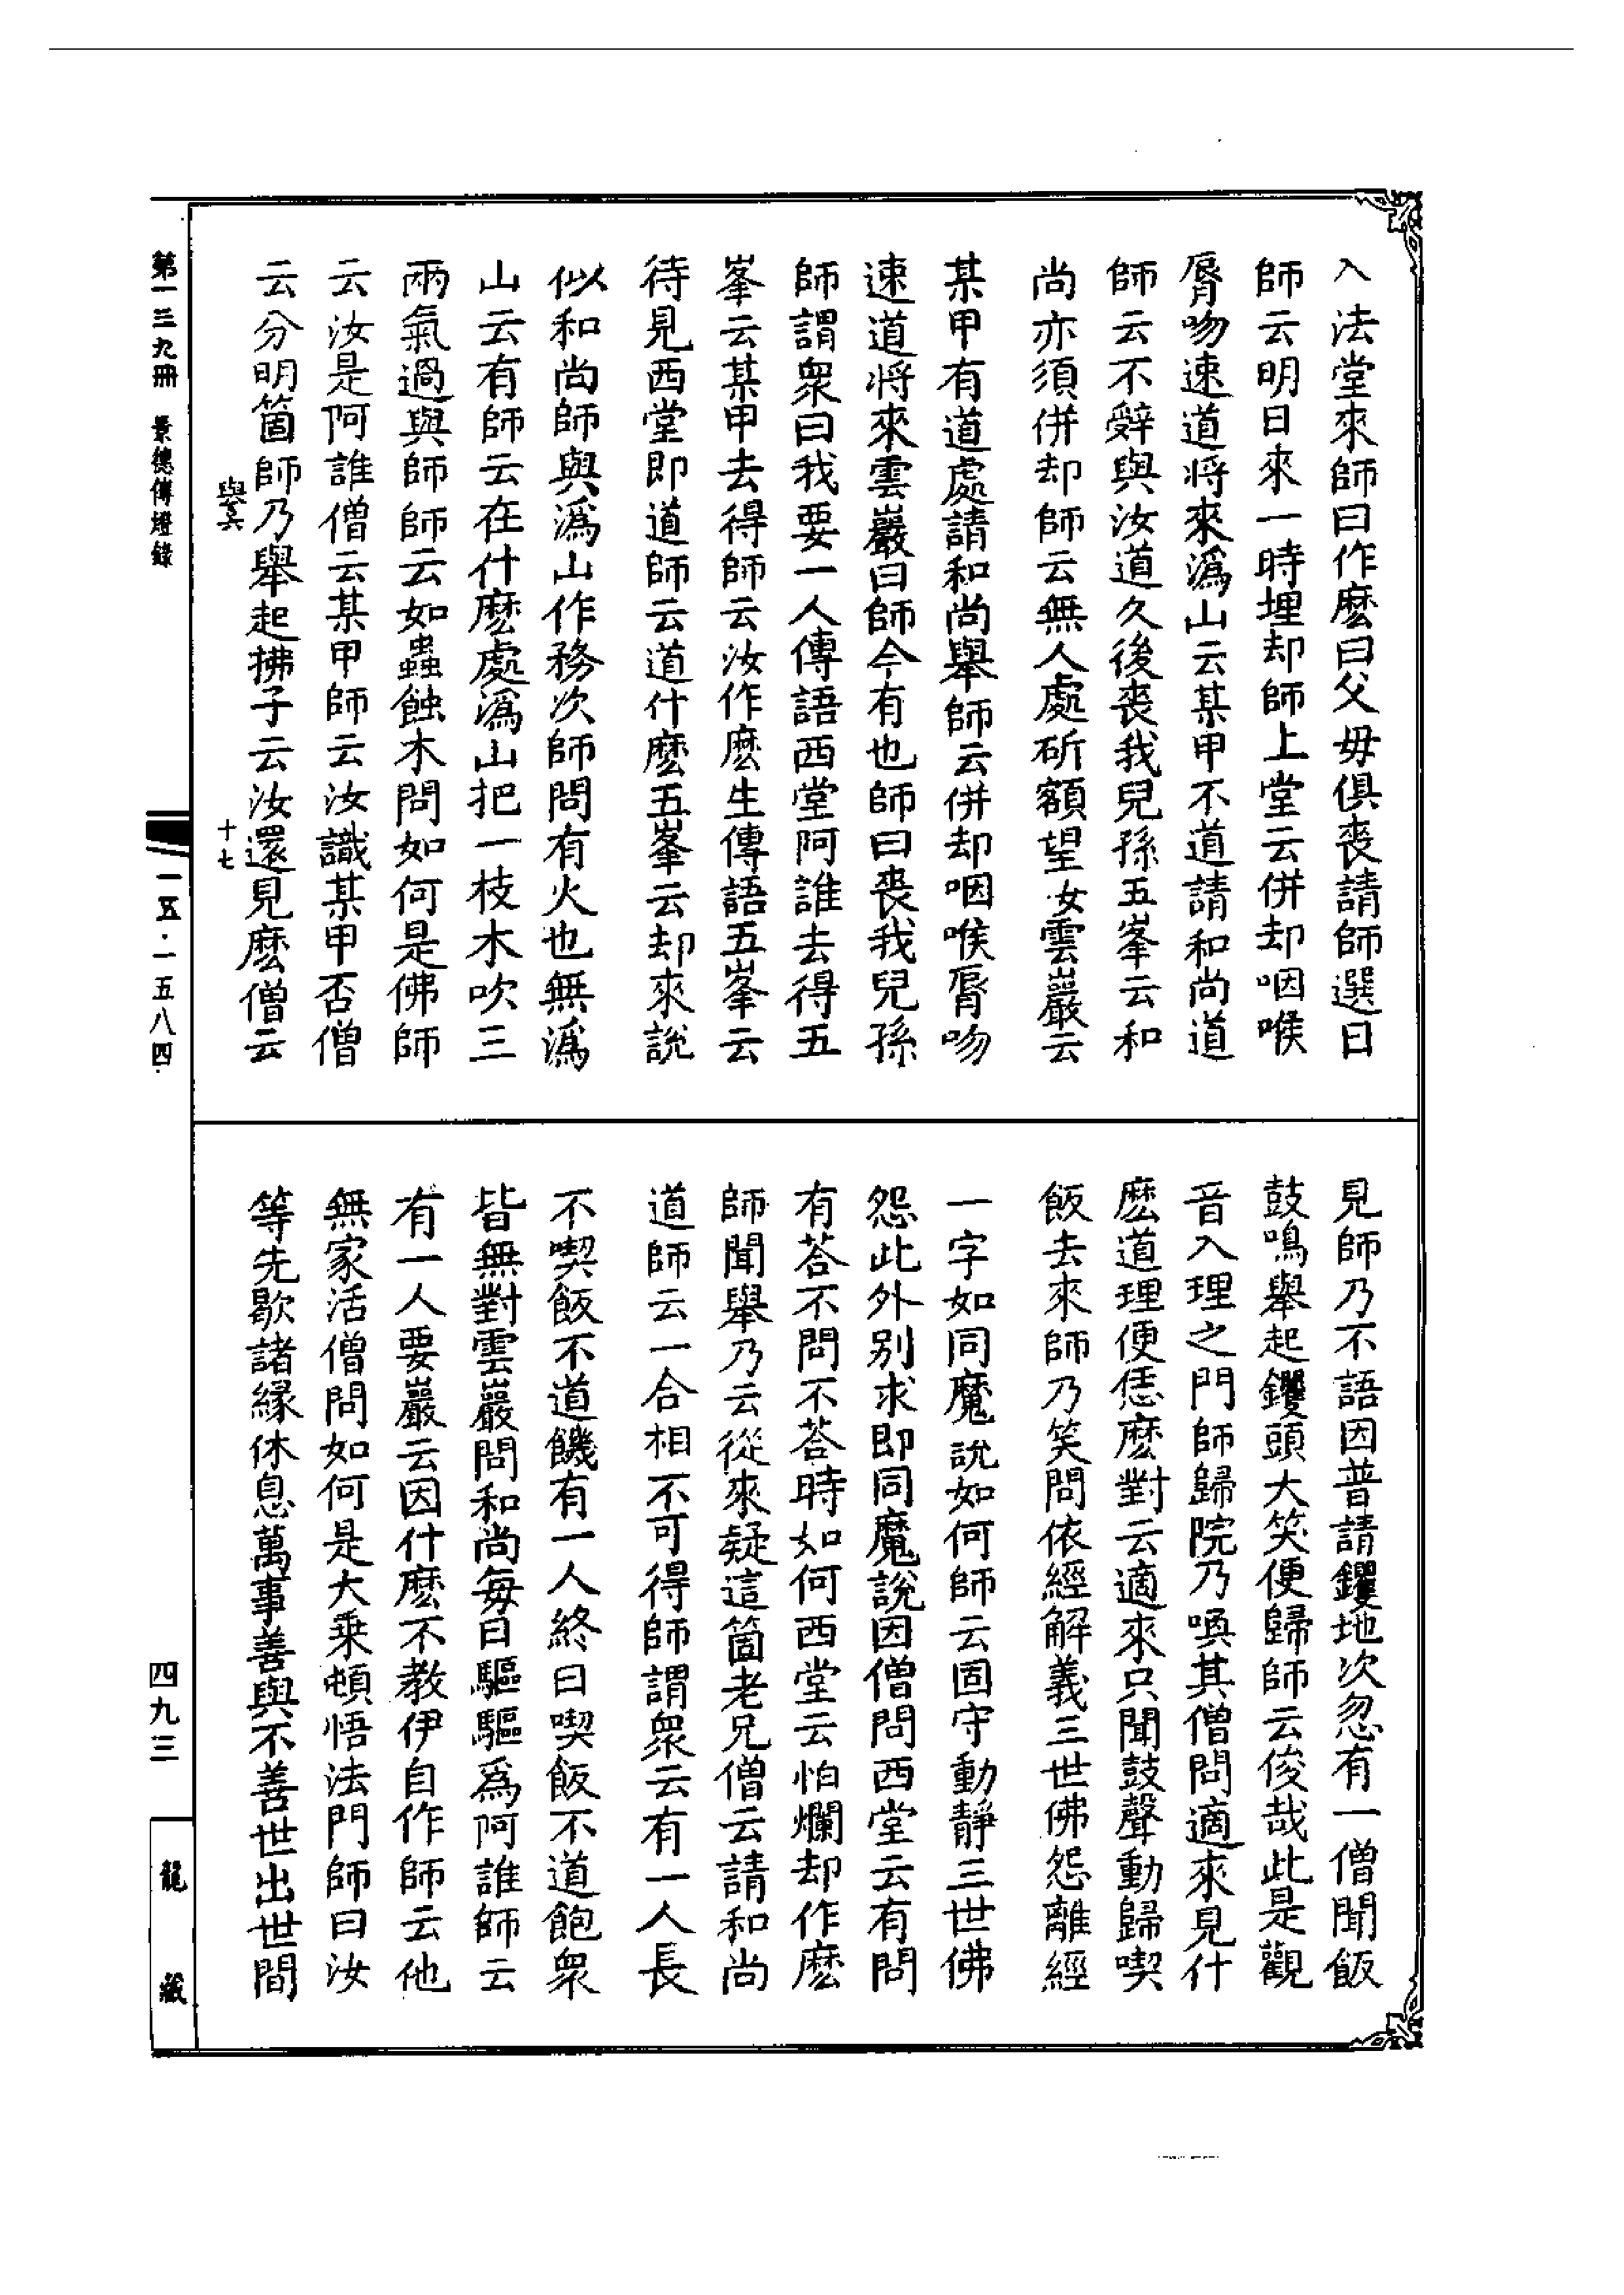 入法堂來師曰作麽曰父毋俱喪請師選日
師云明日來一時埋却師上堂云併却咽喉
脣吻速道將來潙山云某甲不道請和尚道
師云不辭與汝道久後喪我兒孫五峯云和
尚亦須併却師云無人處斫額望汝雲巖云
某甲有道處請和尚舉師云併却咽喉脣吻
速道將來雲巖曰師今有也師曰喪我兒孫
師謂衆曰我要一人傳語西堂阿誰去得五
峯云某甲去得師云汝作麽生傳語五峯云
待見西堂即道師云道什麽五峯云却來說
似和尚師與潙山作務次師問有火也無潙
山云有師云在什麽處潙山把一枝木吹三
兩氣過與師師云如蟲蝕木問如何是佛師
云汝是阿誰僧云某甲師云汝識某甲否僧
云分明箇師乃舉起拂子云汝還見麽僧云
見師乃不語因普請钁地次忽有一僧聞飯
鼓鳴舉起钁頭大笑便歸師云俊哉此是觀
音入理之門師歸院乃喚其僧問適來見什
麽道理便恁麽對云適來只聞鼓聲動歸喫
飯去來師乃笑問依經解義三世佛怨離經
一字如同魔說如何師云固守動靜三世佛
怨此外別求即同魔說因僧問西堂云有問
有荅不問不荅時如何西堂云怕爛却作麽
師聞舉乃云從來疑這箇老兄僧云請和尚
道師云一合相不可得師謂衆云有一人長
不喫飯不道饑有一人終日喫飯不道飽衆
皆無對雲巖問和尚每日驅驅爲阿誰師云
有一人要巖云因什麽不教伊自作師云他
無家活僧問如何是大乘頓悟法門師曰汝
等先歇諸緣休息萬事善與不善世出世間
第一三九冊 景德傳燈錄
十七
一五·一五八四
四九三
龍藏